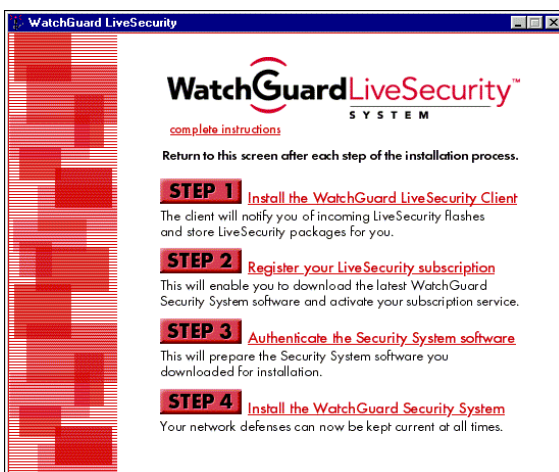 WatchGuard LiveSecurity
WatchGuardLiveSecurity™
SYSTEM
complete instructions
Return to this screen after each step of the installation process.
STEP 1 Install the WatchGuard LiveSecurity Client
The client will notify you of incoming LiveSecurity flashes
and store LiveSecurity packages for you.
STEP 2 Register your LiveSecurity subscription
This will enable you to download the latest WatchGuard
Security System software and activate your subscription service.
STEP 3 Authenticate the Security System software
This will prepare the Security System software you
downloaded for installation.
STEP 4 Install the WatchGuard Security System
Your network defenses can now be kept current at all times.